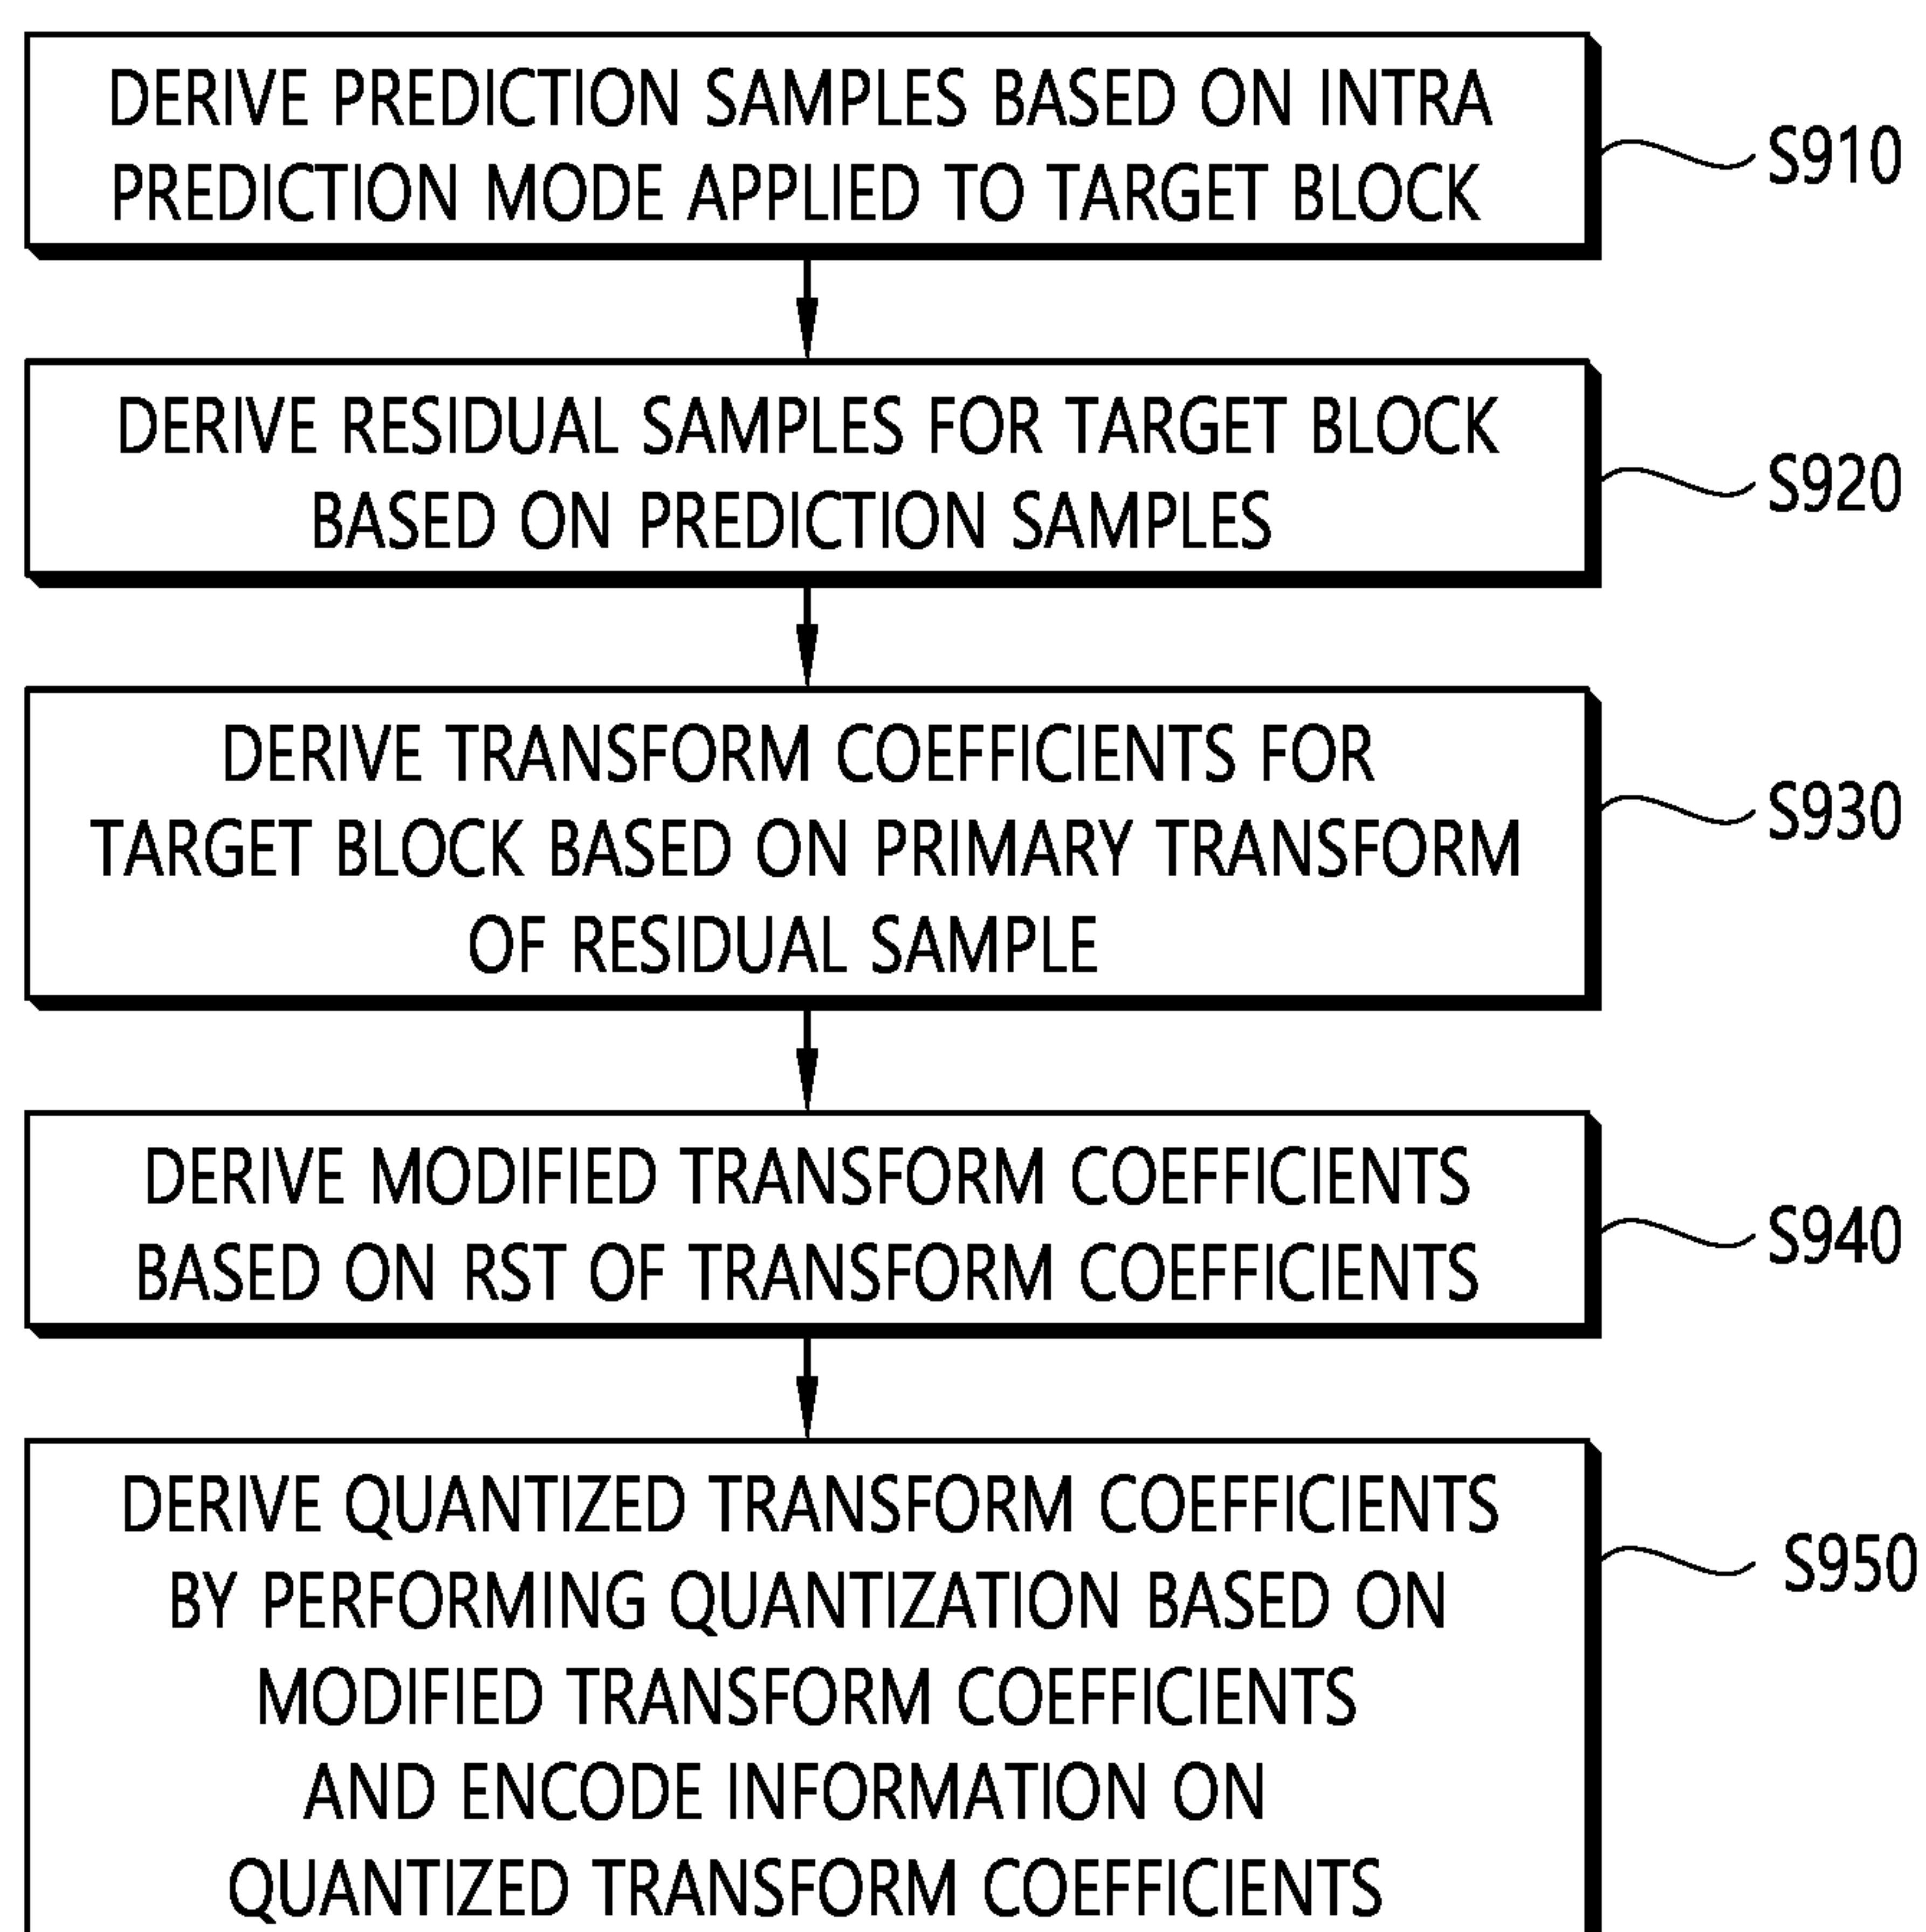 DERIVE PREDICTION SAMPLES BASED ON INTRA
PREDICTION MODE APPLIED TO TARGET BLOCK
S910
DERIVE RESIDUAL SAMPLES FOR TARGET BLOCK
BASED ON PREDICTION SAMPLES
S920
DERIVE TRANSFORM COEFFICIENTS FOR
TARGET BLOCK BASED ON PRIMARY TRANSFORM
OF RESIDUAL SAMPLE
S930
DERIVE MODIFIED TRANSFORM COEFFICIENTS
BASED ON RST OF TRANSFORM COEFFICIENTS
S940
DERIVE QUANTIZED TRANSFORM COEFFICIENTS
BY PERFORMING QUANTIZATION BASED ON
MODIFIED TRANSFORM COEFFICIENTS
AND ENCODE INFORMATION ON
QUANTIZED TRANSFORM COEFFICIENTS
S950